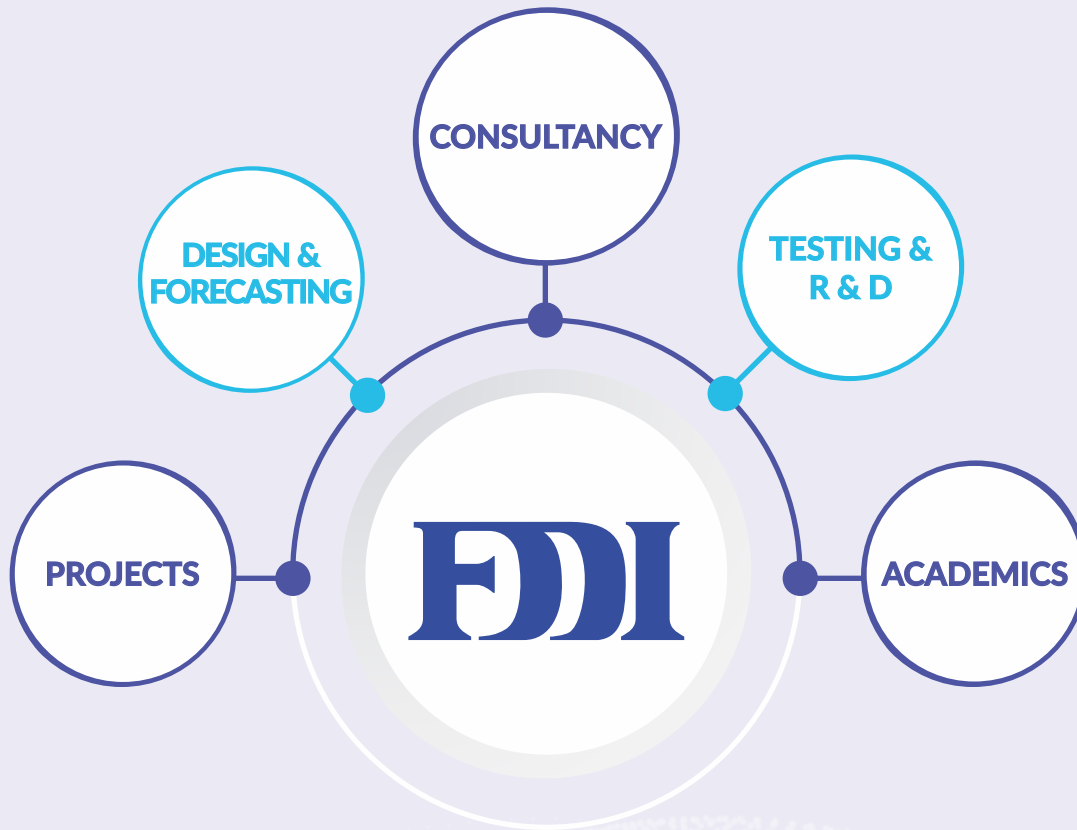 CONSULTANCY
DESIGN &
FORECASTING
TESTING &
R & D
PROJECTS
FDDI
ACADEMICS